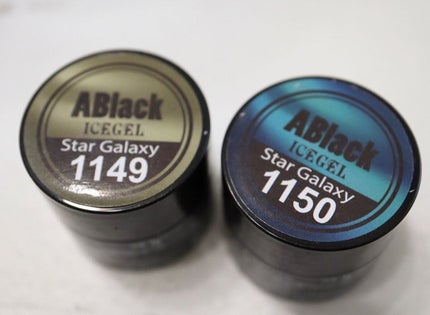 ABlack
ICEGEL
Star Galaxy
1149
ABlack
ICEGEL
Star Galaxy
1150